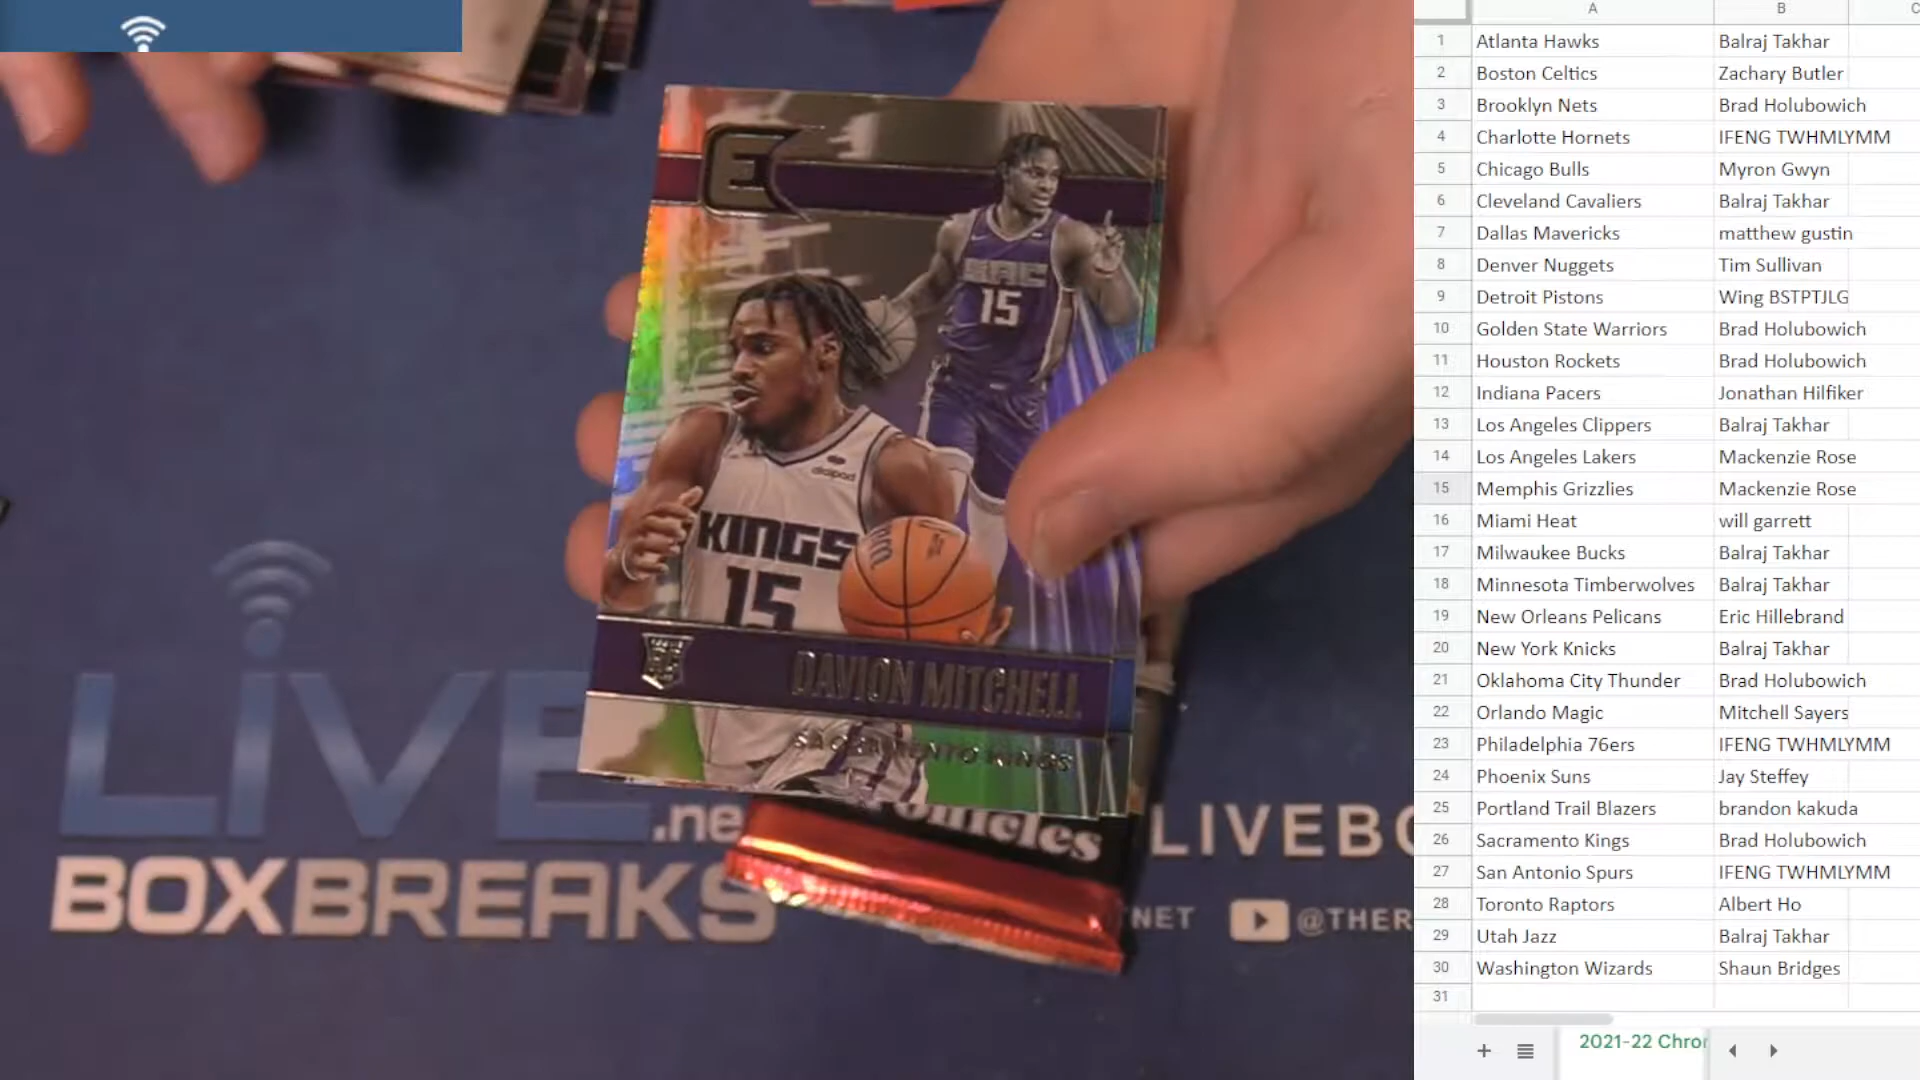 E
SAC
15
dialpad
KINGS
15
DAVION MITCHELL
SACRAMENTO KINGS
LIVE
.ne
BOXBREAKS
onicles
LIVEBO
NET
@THER
A B C
1 Atlanta Hawks Balraj Takhar
2 Boston Celtics Zachary Butler
3 Brooklyn Nets Brad Holubowich
4 Charlotte Hornets IFENG TWHMLYMM
5 Chicago Bulls Myron Gwyn
6 Cleveland Cavaliers Balraj Takhar
7 Dallas Mavericks matthew gustin
8 Denver Nuggets Tim Sullivan
9 Detroit Pistons Wing BSTPTJLG
10 Golden State Warriors Brad Holubowich
11 Houston Rockets Brad Holubowich
12 Indiana Pacers Jonathan Hilfiker
13 Los Angeles Clippers Balraj Takhar
14 Los Angeles Lakers Mackenzie Rose
15 Memphis Grizzlies Mackenzie Rose
16 Miami Heat will garrett
17 Milwaukee Bucks Balraj Takhar
18 Minnesota Timberwolves Balraj Takhar
19 New Orleans Pelicans Eric Hillebrand
20 New York Knicks Balraj Takhar
21 Oklahoma City Thunder Brad Holubowich
22 Orlando Magic Mitchell Sayers
23 Philadelphia 76ers IFENG TWHMLYMM
24 Phoenix Suns Jay Steffey
25 Portland Trail Blazers brandon kakuda
26 Sacramento Kings Brad Holubowich
27 San Antonio Spurs IFENG TWHMLYMM
28 Toronto Raptors Albert Ho
29 Utah Jazz Balraj Takhar
30 Washington Wizards Shaun Bridges
31
2021-22 Chron